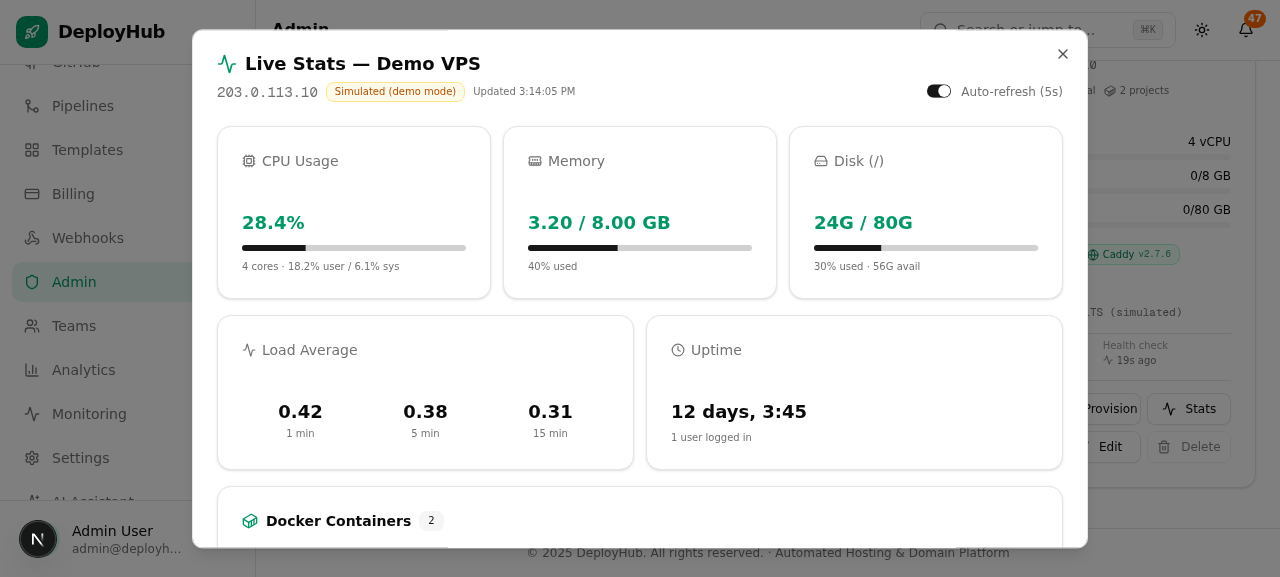 DeployHub
Admin
Search or jump to...
⌘K
47
Pipelines
Templates
Billing
Webhooks
Admin
Teams
Analytics
Monitoring
Settings
AI Assistant
Admin User
admin@deployh...
Live Stats — Demo VPS
203.0.113.10
Simulated (demo mode)
Updated 3:14:05 PM
Auto-refresh (5s)
CPU Usage
28.4%
4 cores · 18.2% user / 6.1% sys
Memory
3.20 / 8.00 GB
40% used
Disk (/)
24G / 80G
30% used · 56G avail
Load Average
0.42
0.38
0.31
1 min
5 min
15 min
Uptime
12 days, 3:45
1 user logged in
Docker Containers
2
2 projects
4 vCPU
0/8 GB
0/80 GB
Caddy v2.7.6
(simulated)
Health check
19s ago
Provision
Stats
Edit
Delete
© 2025 DeployHub. All rights reserved. · Automated Hosting & Domain Platform